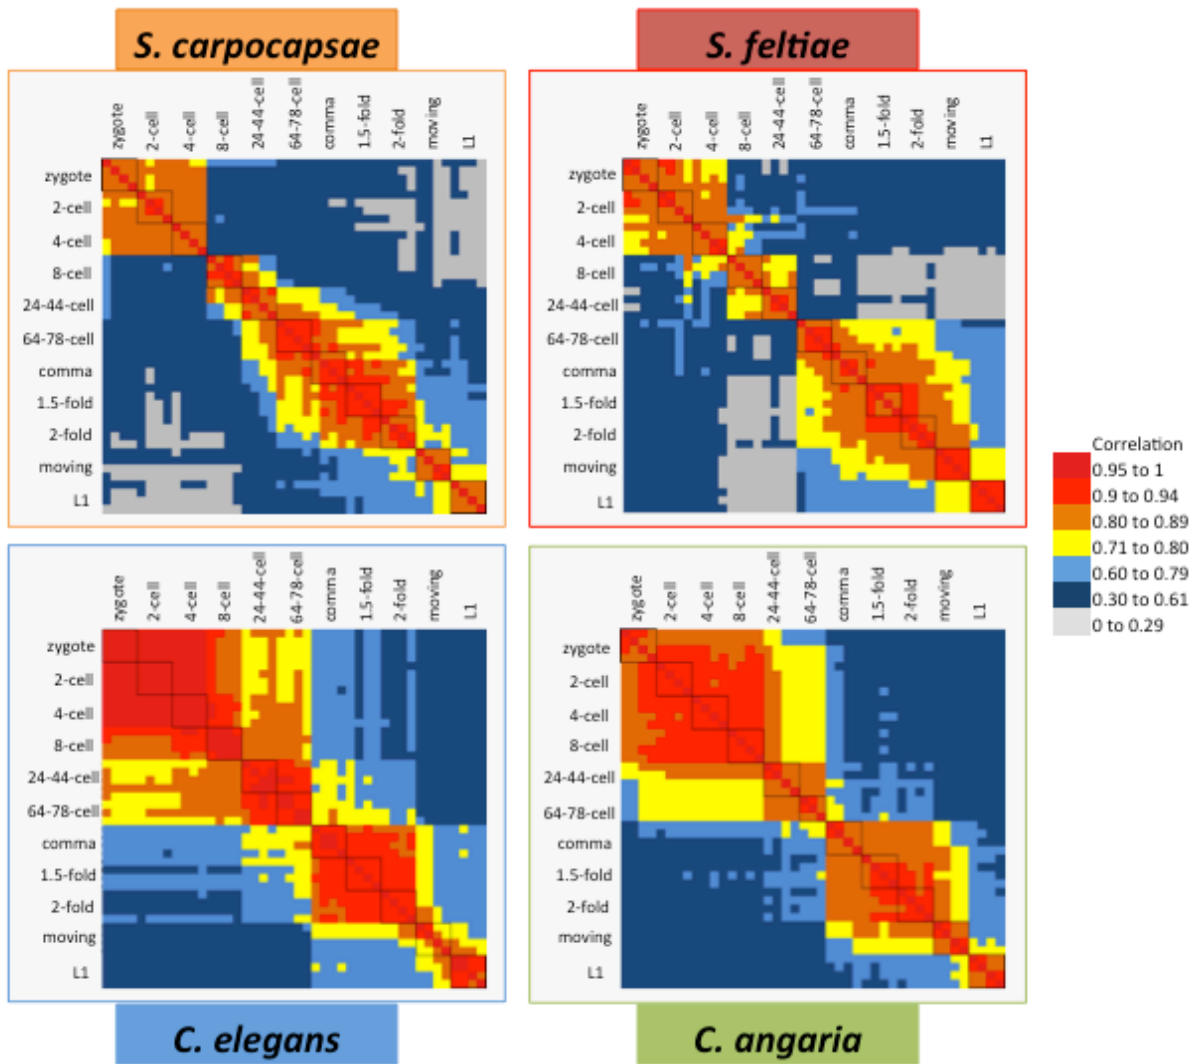 S. carpocapsae
S. feltiae
zygote 2-cell 4-cell 8-cell 24-44-cell 64-78-cell comma 1.5-fold 2-fold moving L1
zygote 2-cell 4-cell 8-cell 24-44-cell 64-78-cell comma 1.5-fold 2-fold moving L1
zygote
2-cell
4-cell
8-cell
24-44-cell
64-78-cell
comma
1.5-fold
2-fold
moving
L1
zygote
2-cell
4-cell
8-cell
24-44-cell
64-78-cell
comma
1.5-fold
2-fold
moving
L1
Correlation
0.95 to 1
0.9 to 0.94
0.80 to 0.89
0.71 to 0.80
0.60 to 0.79
0.30 to 0.61
0 to 0.29
zygote 2-cell 4-cell 8-cell 24-44-cell 64-78-cell comma 1.5-fold 2-fold moving L1
zygote 2-cell 4-cell 8-cell 24-44-cell 64-78-cell comma 1.5-fold 2-fold moving L1
zygote
2-cell
4-cell
8-cell
24-44-cell
64-78-cell
comma
1.5-fold
2-fold
moving
L1
zygote
2-cell
4-cell
8-cell
24-44-cell
64-78-cell
comma
1.5-fold
2-fold
moving
L1
C. elegans
C. angaria